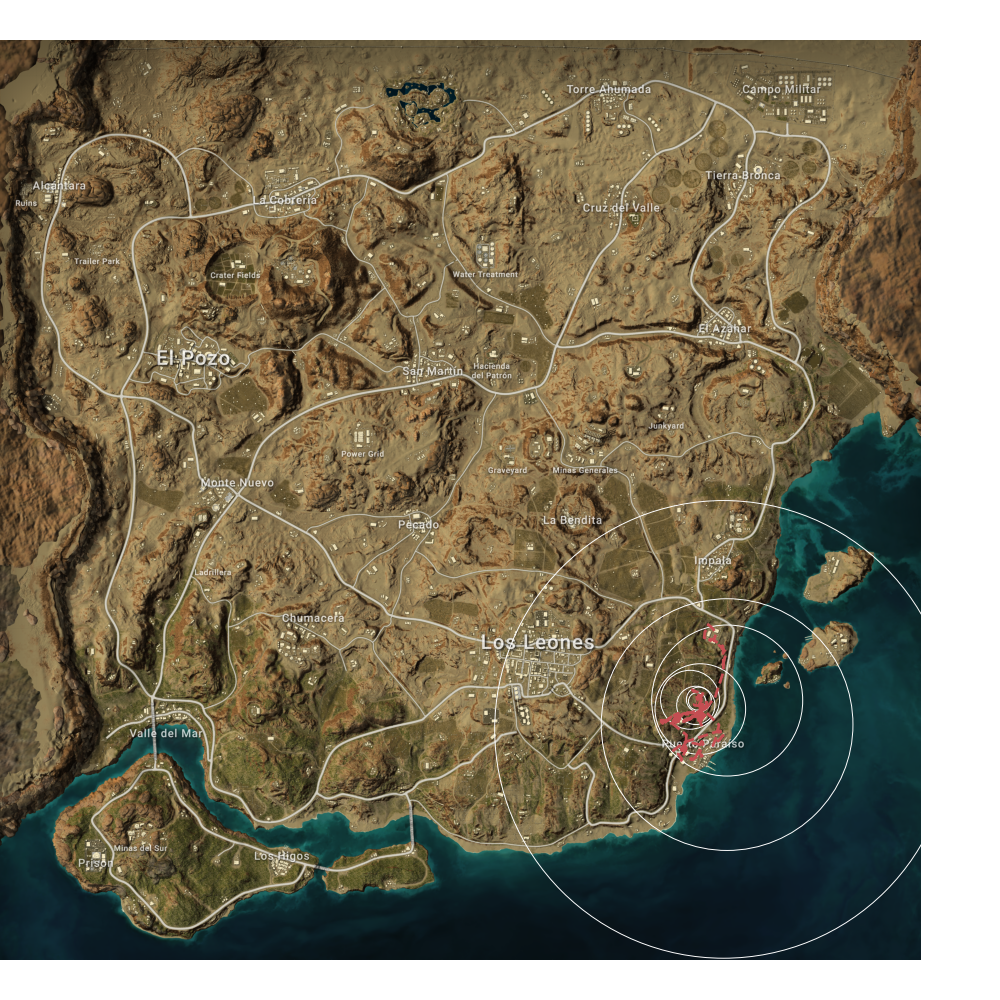 Torre Ahumada
Campo Militar
Tierra Bronca
Alcantara
Ruins
La Cobreria
Cruz del Valle
Trailer Park
Crater Fields
Water Treatment
El Azahar
El Pozo
San Martin
Hacienda
del Patrón
Junkyard
Power Grid
Graveyard
Minas Generales
Monte Nuevo
Pecado
La Bendita
Impala
Ladrillera
Chumacera
Los Leones
Valle del Mar
Puerto Paraiso
Minas del Sur
Prison
Los Higos